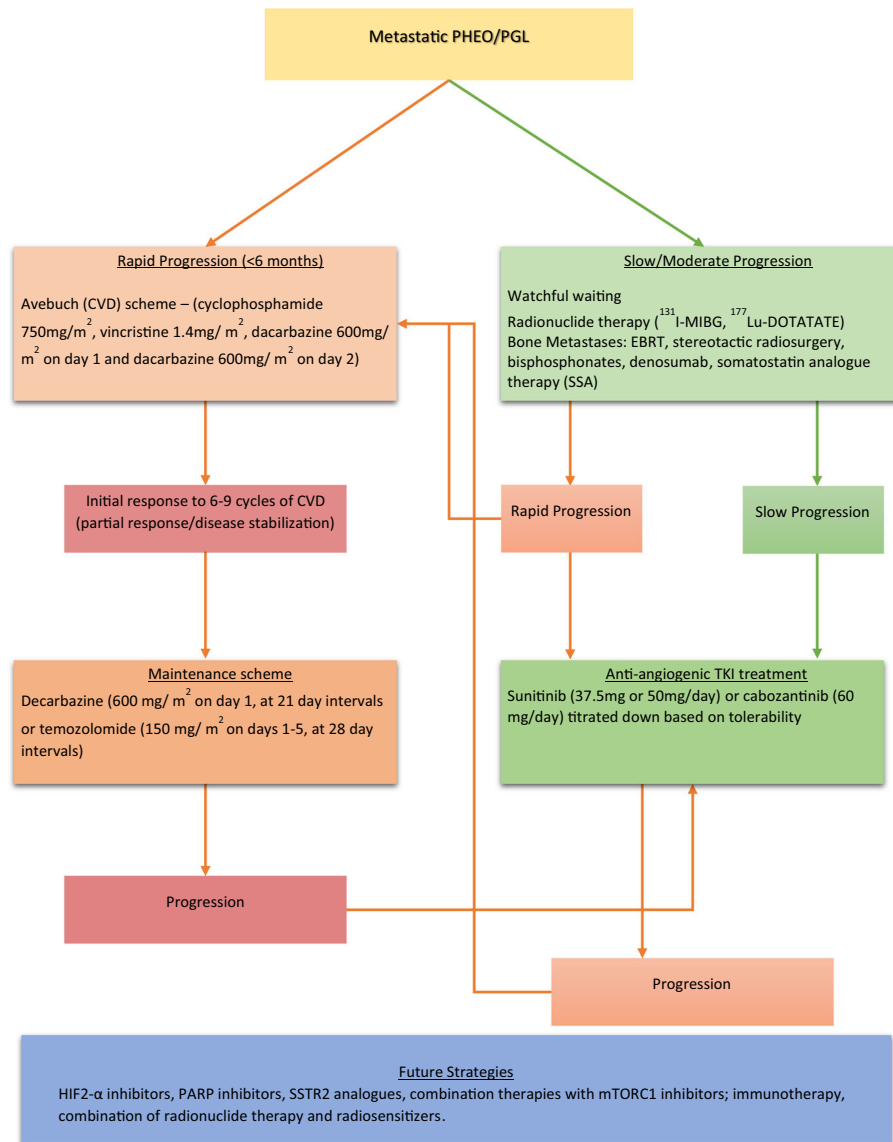 Metastatic PHEO/PGL
Rapid Progression (<6 months)
Avebuch (CVD) scheme – (cyclophosphamide
750mg/m², vincristine 1.4mg/ m², dacarbazine 600mg/
m² on day 1 and dacarbazine 600mg/ m² on day 2)
Slow/Moderate Progression
Watchful waiting
Radionuclide therapy (¹³¹I-MIBG, ¹⁷⁷Lu-DOTATATE)
Bone Metastases: EBRT, stereotactic radiosurgery,
bisphosphonates, denosumab, somatostatin analogue
therapy (SSA)
Initial response to 6-9 cycles of CVD
(partial response/disease stabilization)
Rapid Progression
Slow Progression
Maintenance scheme
Decarbazine (600 mg/ m² on day 1, at 21 day intervals
or temozolomide (150 mg/ m² on days 1-5, at 28 day
intervals)
Anti-angiogenic TKI treatment
Sunitinib (37.5mg or 50mg/day) or cabozantinib (60
mg/day) titrated down based on tolerability
Progression
Progression
Future Strategies
HIF2-α inhibitors, PARP inhibitors, SSTR2 analogues, combination therapies with mTORC1 inhibitors; immunotherapy,
combination of radionuclide therapy and radiosensitizers.